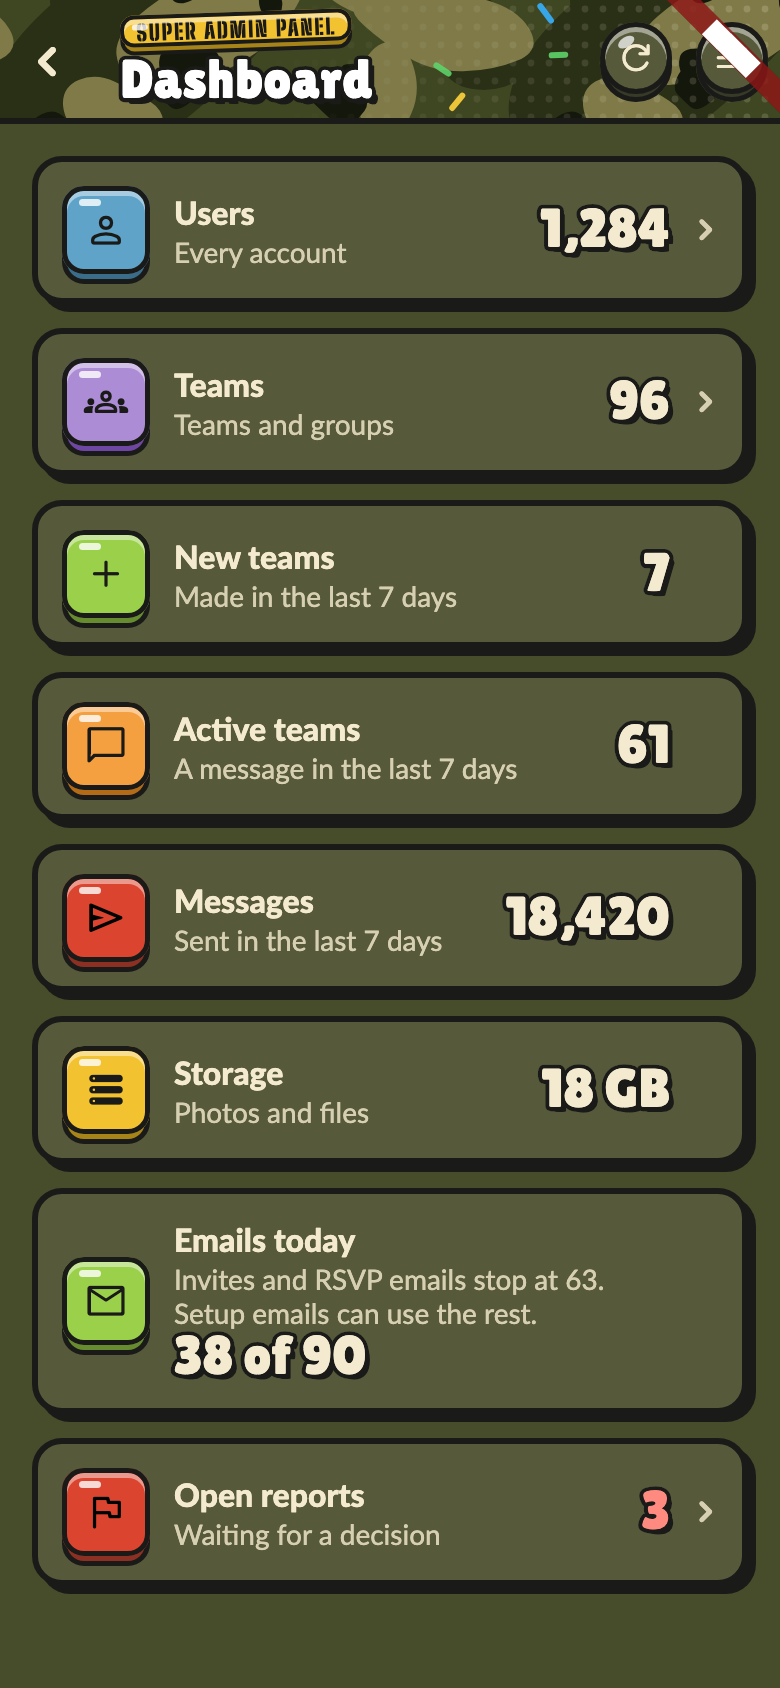 SUPER ADMIN PANEL
Dashboard
Users
Every account
1,284
Teams
Teams and groups
96
New teams
Made in the last 7 days
7
Active teams
A message in the last 7 days
61
Messages
Sent in the last 7 days
18,420
Storage
Photos and files
18 GB
Emails today
Invites and RSVP emails stop at 63.
Setup emails can use the rest.
38 of 90
Open reports
Waiting for a decision
3